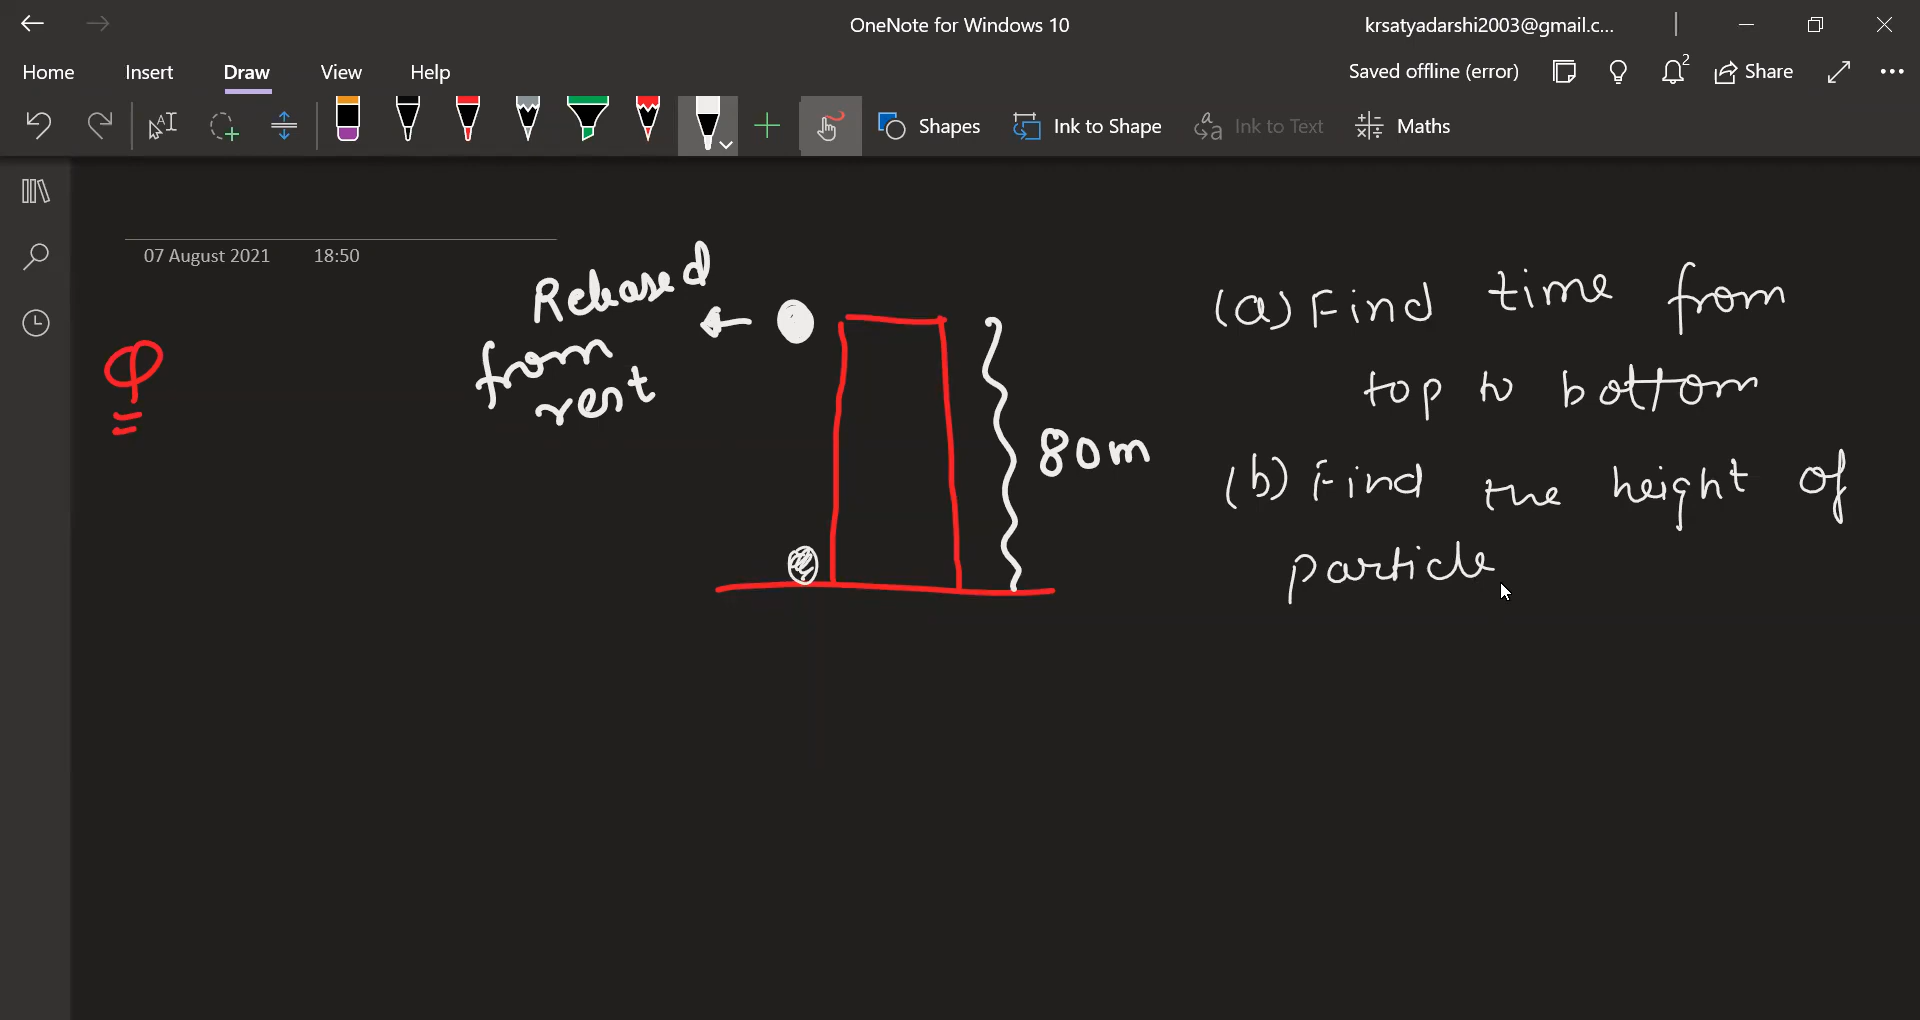 OneNote for Windows 10
krsatyadarshi2003@gmail.c...
Home Insert Draw View Help
Saved offline (error) 2 Share
Shapes Ink to Shape Ink to Text Maths
07 August 2021 18:50
Released
from
rest
80m
Q
(a) Find time from
top to bottom
(b) Find the height of
particle